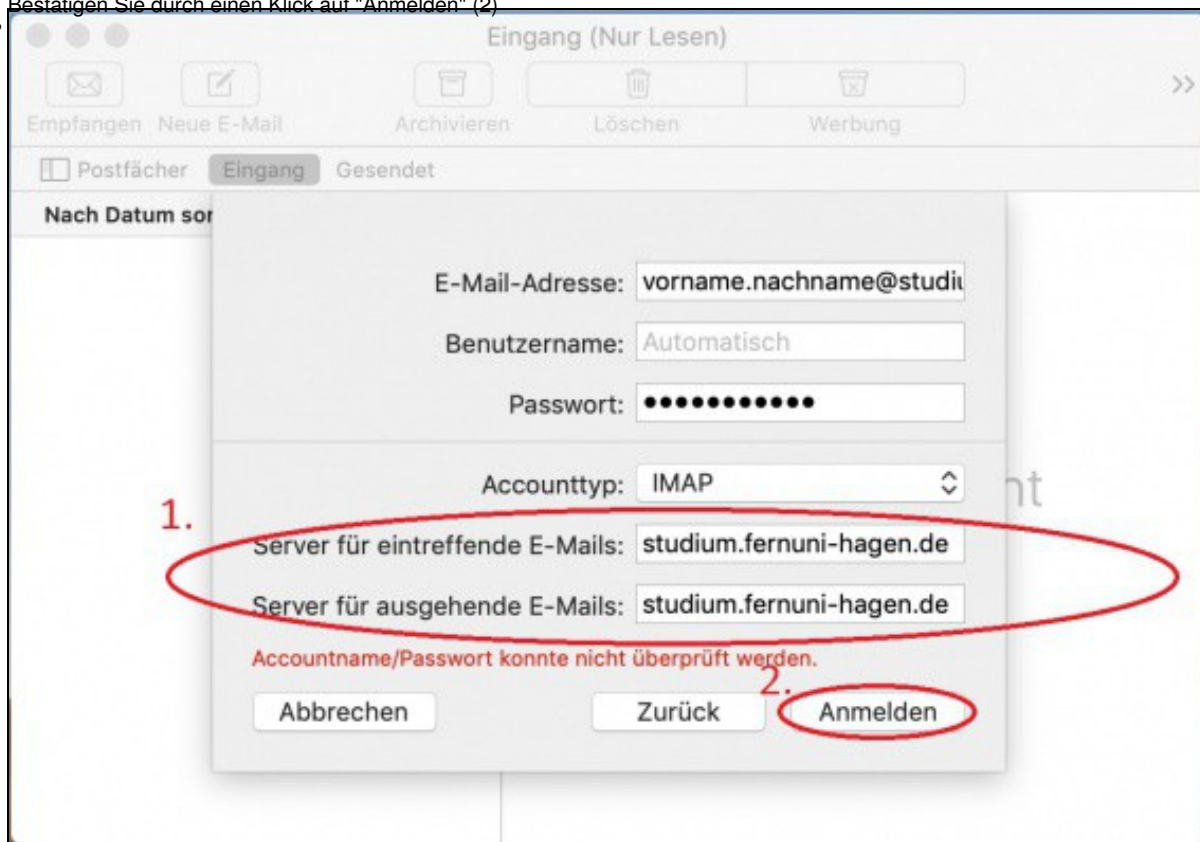 Bestätigen Sie durch einen Klick auf "Anmelden" (2)
Eingang (Nur Lesen)
Empfangen Neue E-Mail Archivieren Löschen Werbung
Postfächer Eingang Gesendet
Nach Datum sor
E-Mail-Adresse: vorname.nachname@studiu
Benutzername: Automatisch
Passwort: ●●●●●●●●●●●
Accounttyp: IMAP
nt
1.
Server für eintreffende E-Mails: studium.fernuni-hagen.de
Server für ausgehende E-Mails: studium.fernuni-hagen.de
Accountname/Passwort konnte nicht überprüft werden.
2.
Abbrechen Zurück Anmelden